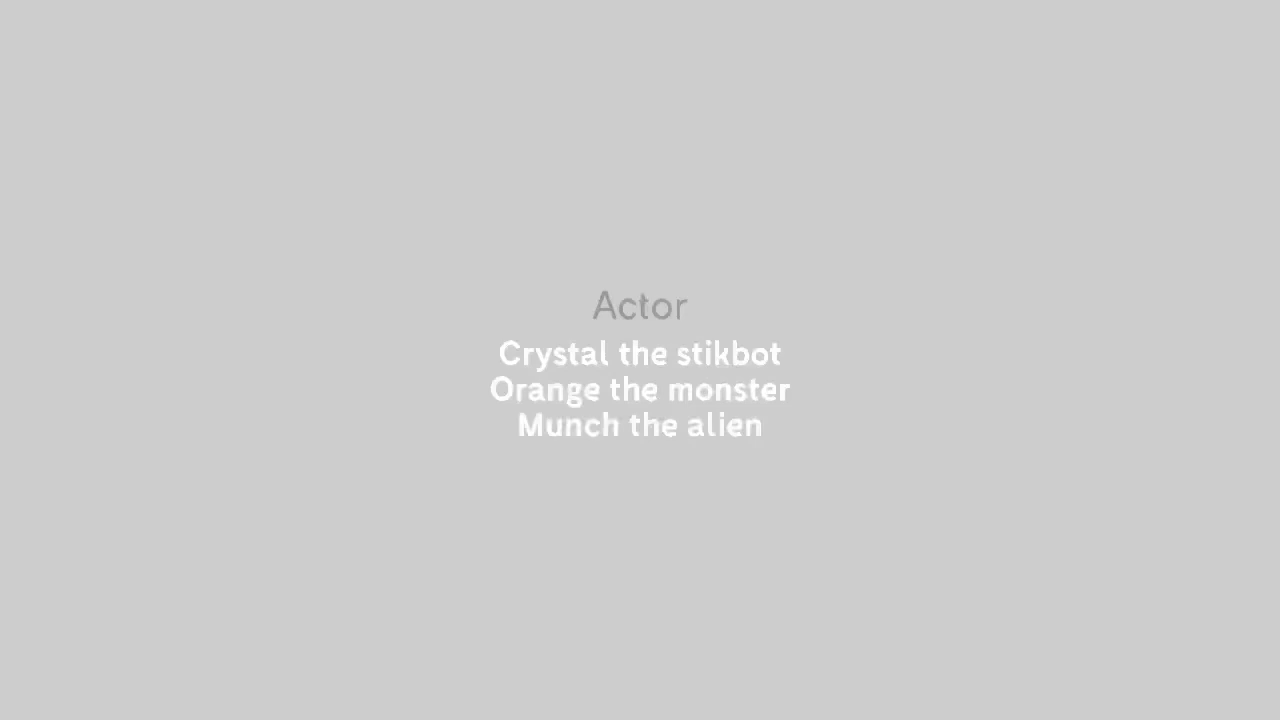 Actor
Crystal the stikbot
Orange the monster
Munch the alien